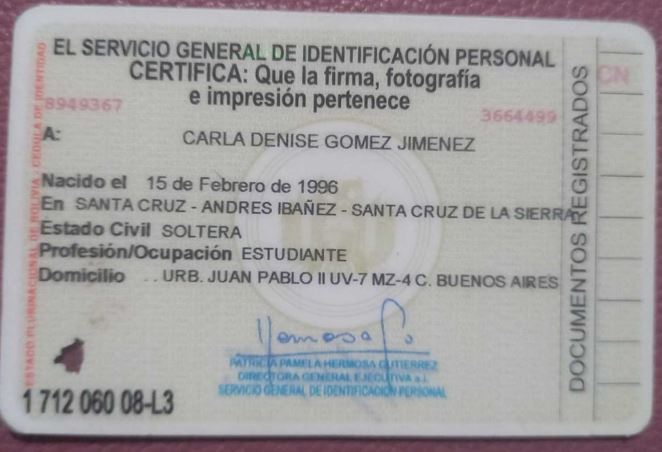 EL SERVICIO GENERAL DE IDENTIFICACIÓN PERSONAL
CERTIFICA: Que la firma, fotografía
e impresión pertenece
8949367
3664499
A: CARLA DENISE GOMEZ JIMENEZ
Nacido el 15 de Febrero de 1996
En SANTA CRUZ - ANDRES IBAÑEZ - SANTA CRUZ DE LA SIERRA
Estado Civil SOLTERA
Profesión/Ocupación ESTUDIANTE
Domicilio . . URB. JUAN PABLO II UV-7 MZ-4 C. BUENOS AIRES
PATRICIA PAMELA HERMOSA GUTIERREZ
DIRECTORA GENERAL EJECUTIVA a.i.
SERVICIO GENERAL DE IDENTIFICACIÓN PERSONAL
1 712 060 08-L3
ESTADO PLURINACIONAL DE BOLIVIA - CEDULA DE IDENTIDAD
DOCUMENTOS REGISTRADOS
CN